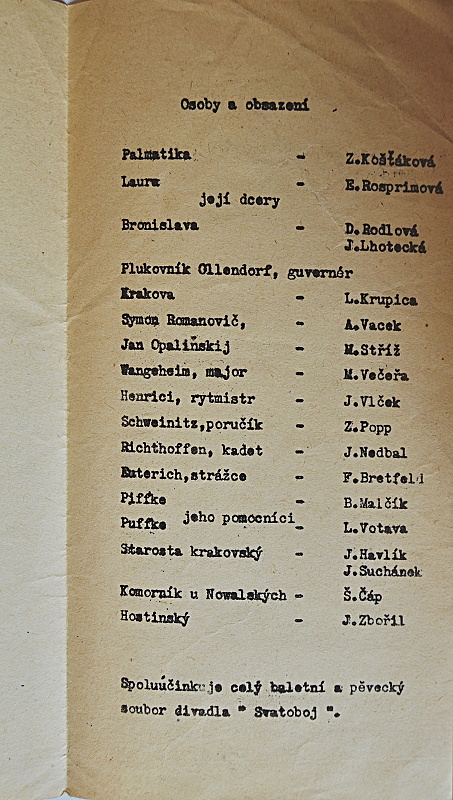 Osoby a obsazení
Palmatika - Z.Košťáková
Laura - E.Rosprimová
její dcery
Bronislava - D.Rodlová
J.Lhotecká
Plukovník Ollendorf, guvernér
Krakova - L.Krupica
Symon Romanovič, - A.Vacek
Jan Opaliňskij - M.Stříž
Wangeheim, major - M.Večeřa
Henrici, rytmistr - J.Vlček
Schweinitz,poručík - Z.Popp
Richthoffen, kadet - J.Nedbal
Enterich,strážce - F.Bretfeld
Piffke - B.Malčík
jeho pomocníci
Puffke - L.Votava
Starosta krakovský - J.Havlík
J.Suchánek
Komorník u Nowalských - Š.Čáp
Hostinský - J.Zbořil
Spoluúčinkuje celý baletní a pěvecký
soubor divadla " Svatoboj ".